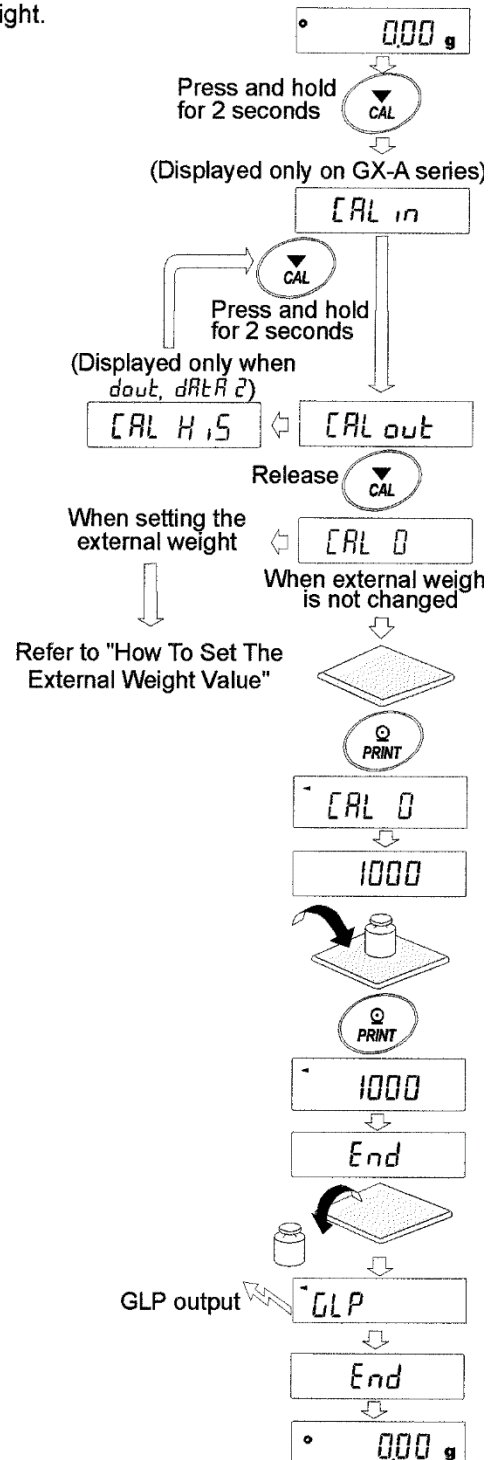 ight.
0.00 g
Press and hold
for 2 seconds
CAL
(Displayed only on GX-A series)
CAL in
CAL
Press and hold
for 2 seconds
(Displayed only when
dout, dAtA 2)
CAL HiS
CAL out
Release
CAL
When setting the
external weight
CAL 0
When external weigh
is not changed
Refer to "How To Set The
External Weight Value"
PRINT
CAL 0
1000
PRINT
1000
End
GLP output
GLP
End
0.00 g